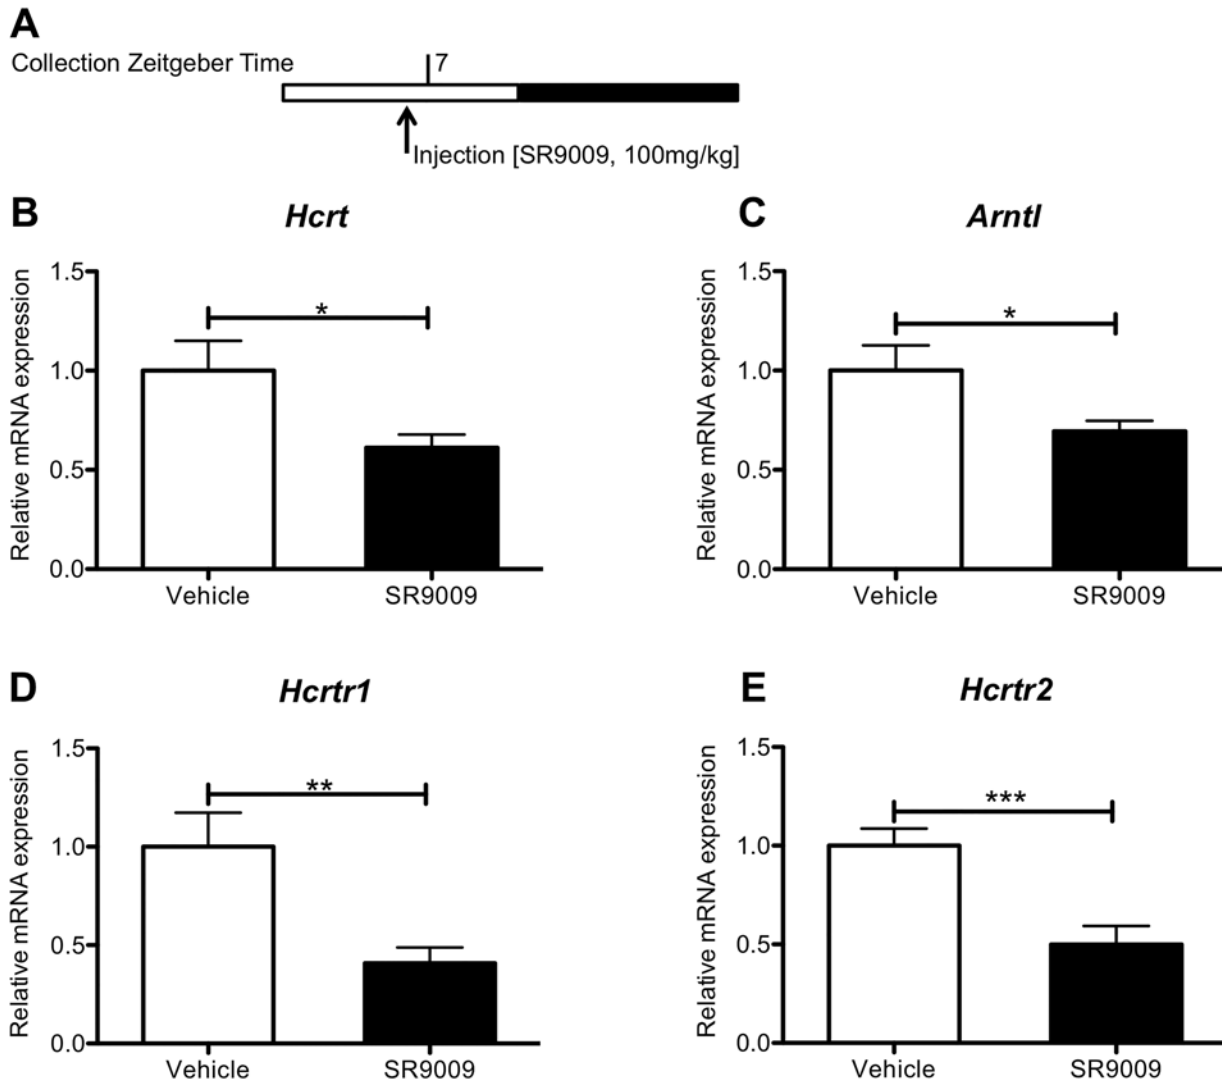 A
Collection Zeitgeber Time
7
Injection [SR9009, 100mg/kg]
B
Hcrt
Relative mRNA expression
1.5
1.0
0.5
0.0
*
Vehicle
SR9009
C
Arntl
Relative mRNA expression
1.5
1.0
0.5
0.0
*
Vehicle
SR9009
D
Hcrtr1
Relative mRNA expression
1.5
1.0
0.5
0.0
**
Vehicle
SR9009
E
Hcrtr2
Relative mRNA expression
1.5
1.0
0.5
0.0
***
Vehicle
SR9009